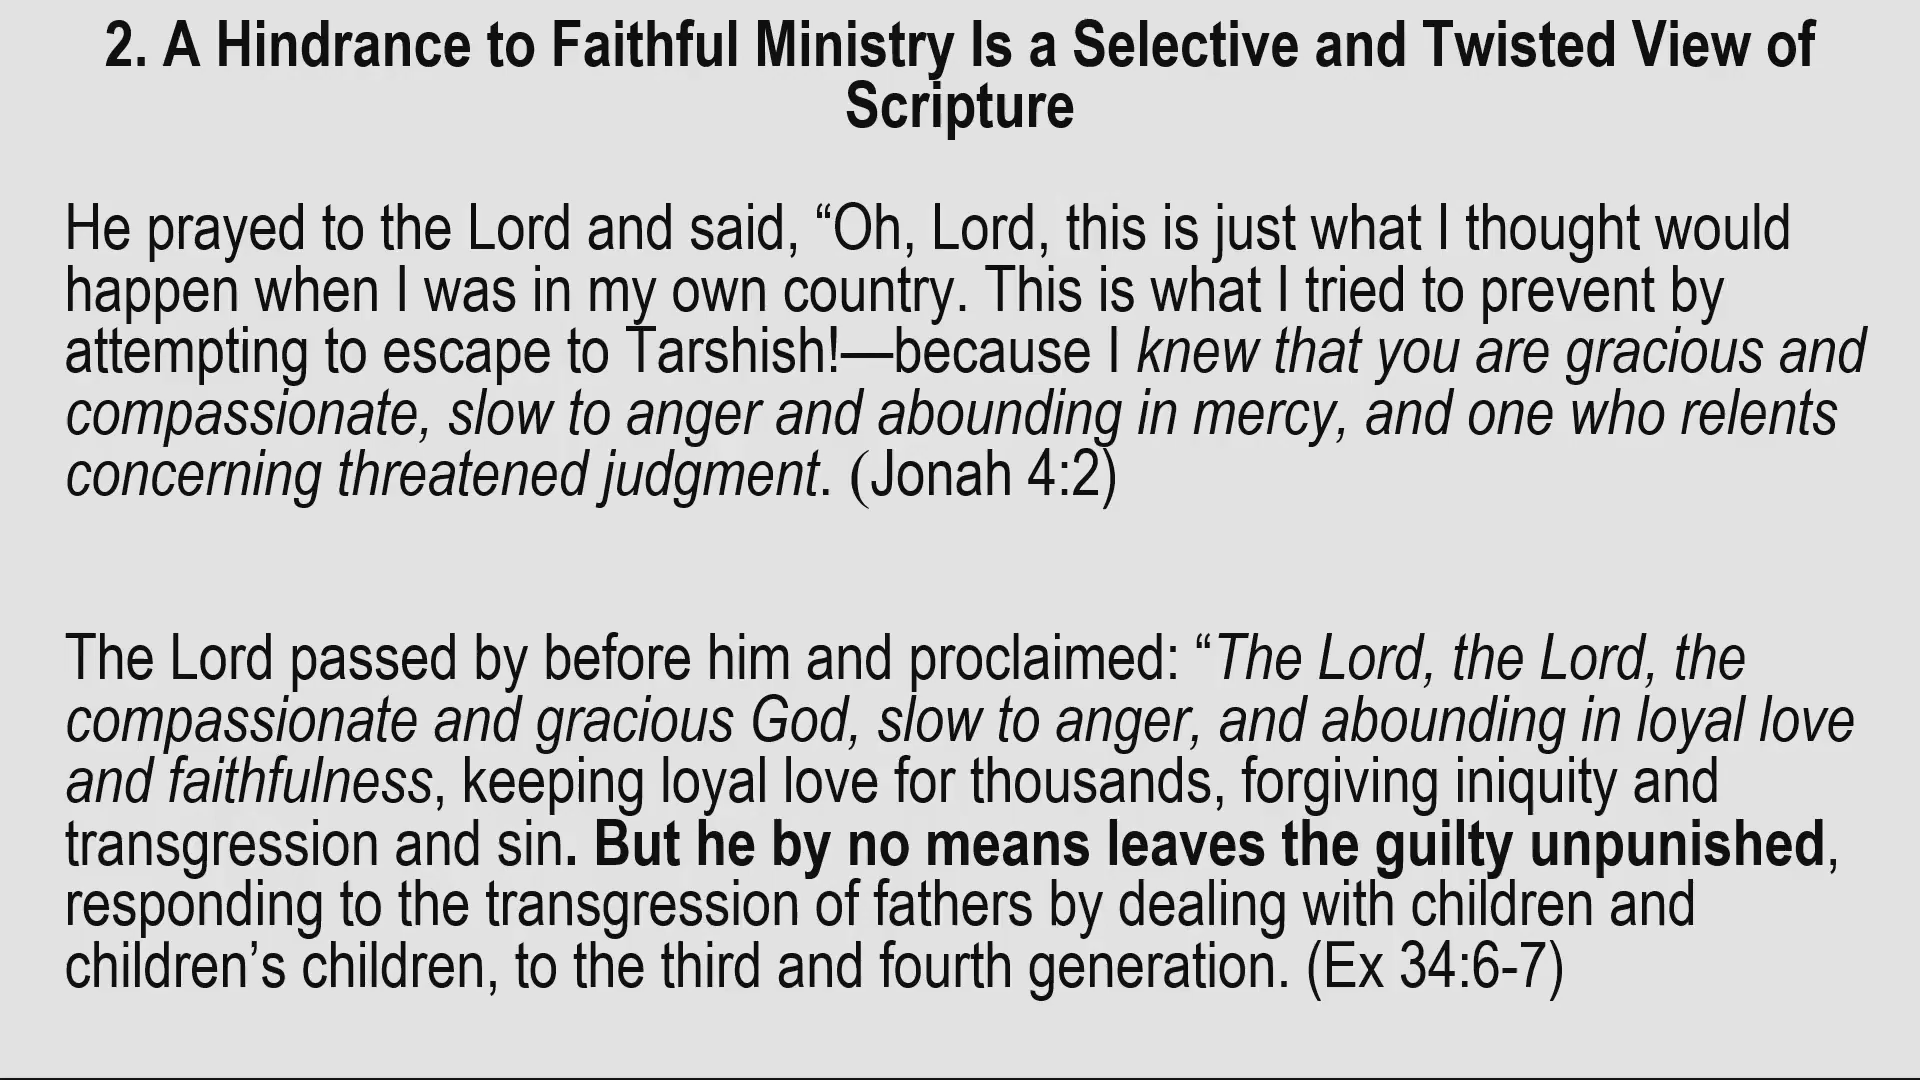 2. A Hindrance to Faithful Ministry Is a Selective and Twisted View of
Scripture
He prayed to the Lord and said, “Oh, Lord, this is just what I thought would
happen when I was in my own country. This is what I tried to prevent by
attempting to escape to Tarshish!—because I knew that you are gracious and
compassionate, slow to anger and abounding in mercy, and one who relents
concerning threatened judgment. (Jonah 4:2)
The Lord passed by before him and proclaimed: “The Lord, the Lord, the
compassionate and gracious God, slow to anger, and abounding in loyal love
and faithfulness, keeping loyal love for thousands, forgiving iniquity and
transgression and sin. But he by no means leaves the guilty unpunished,
responding to the transgression of fathers by dealing with children and
children’s children, to the third and fourth generation. (Ex 34:6-7)